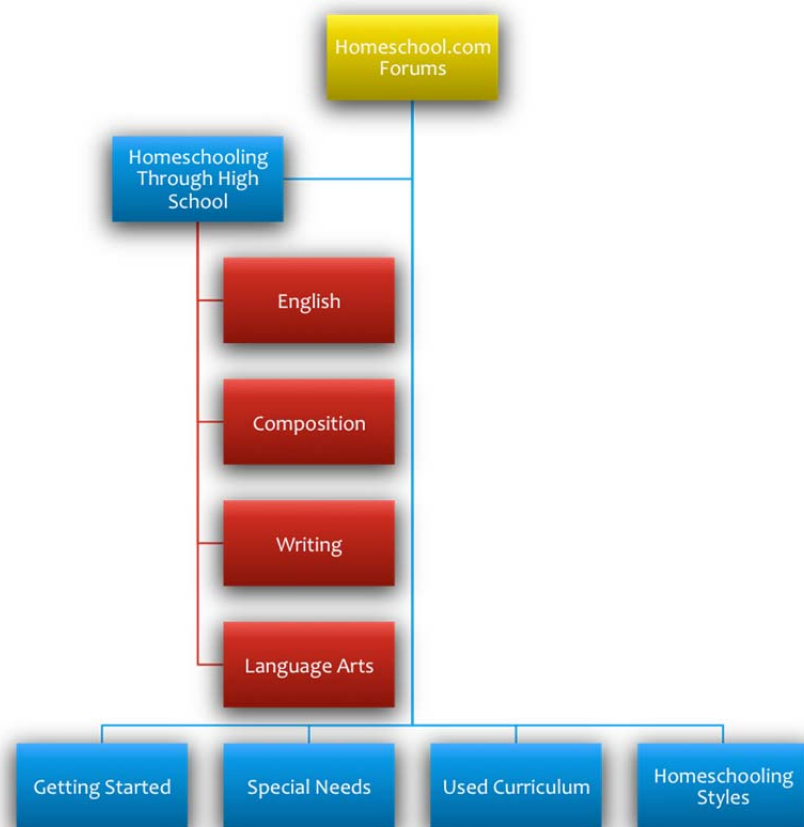 Homeschool.com
Forums
Homeschooling
Through High
School
English
Composition
Writing
Language Arts
Getting Started
Special Needs
Used Curriculum
Homeschooling
Styles